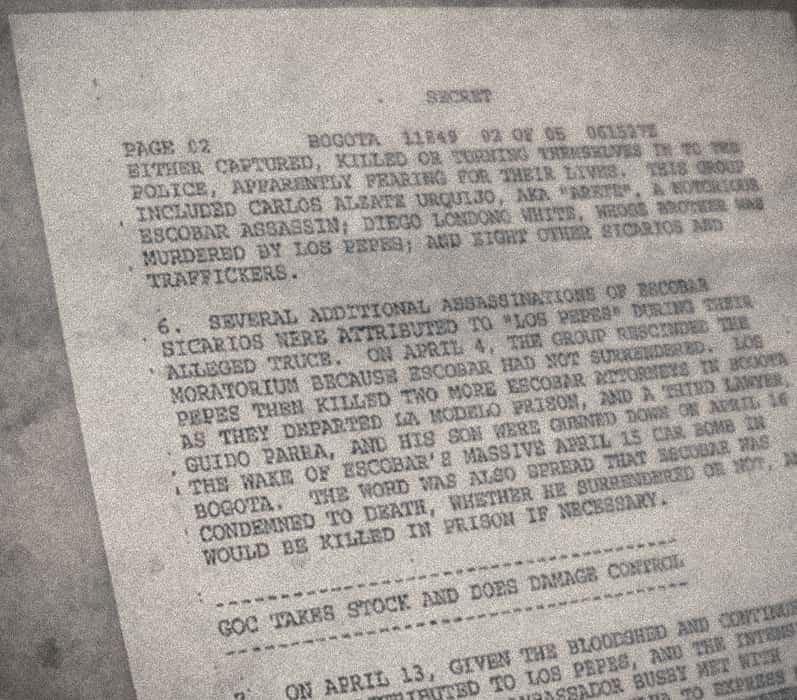 SECRET
PAGE 02 BOGOTA 11849 02 OF 05 061527Z
EITHER CAPTURED, KILLED OR TURNING THEMSELVES IN TO THE
POLICE, APPARENTLY FEARING FOR THEIR LIVES. THIS GROUP
INCLUDED CARLOS ALZATE URQUIJO, AKA "ARETE", A NOTORIOUS
ESCOBAR ASSASSIN; DIEGO LONDONO WHITE, WHOSE BROTHER WAS
MURDERED BY LOS PEPES; AND EIGHT OTHER SICARIOS AND
TRAFFICKERS.
6. SEVERAL ADDITIONAL ASSASSINATIONS OF ESCOBAR
SICARIOS WERE ATTRIBUTED TO "LOS PEPES" DURING THEIR
ALLEGED TRUCE. ON APRIL 4, THE GROUP RESCINDED THE
MORATORIUM BECAUSE ESCOBAR HAD NOT SURRENDERED. LOS
PEPES THEN KILLED TWO MORE ESCOBAR ATTORNEYS IN BOGOTA
AS THEY DEPARTED LA MODELO PRISON, AND A THIRD LAWYER,
GUIDO PARRA, AND HIS SON WERE GUNNED DOWN ON APRIL 16
THE WAKE OF ESCOBAR'S MASSIVE APRIL 15 CAR BOMB IN
BOGOTA. THE WORD WAS ALSO SPREAD THAT ESCOBAR WAS
CONDEMNED TO DEATH, WHETHER HE SURRENDERED OR NOT,
WOULD BE KILLED IN PRISON IF NECESSARY.
--------------------------------------
GOC TAKES STOCK AND DOES DAMAGE CONTROL
--------------------------------------
ON APRIL 13, GIVEN THE BLOODSHED AND
TO LOS PEPES, AND THE
BUSBY MET WITH
TO EXPRESS